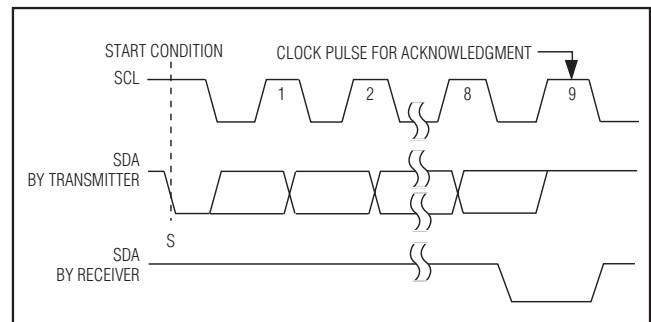 START CONDITION
CLOCK PULSE FOR ACKNOWLEDGMENT
SCL
1
2
8
9
SDA
BY TRANSMITTER
S
SDA
BY RECEIVER